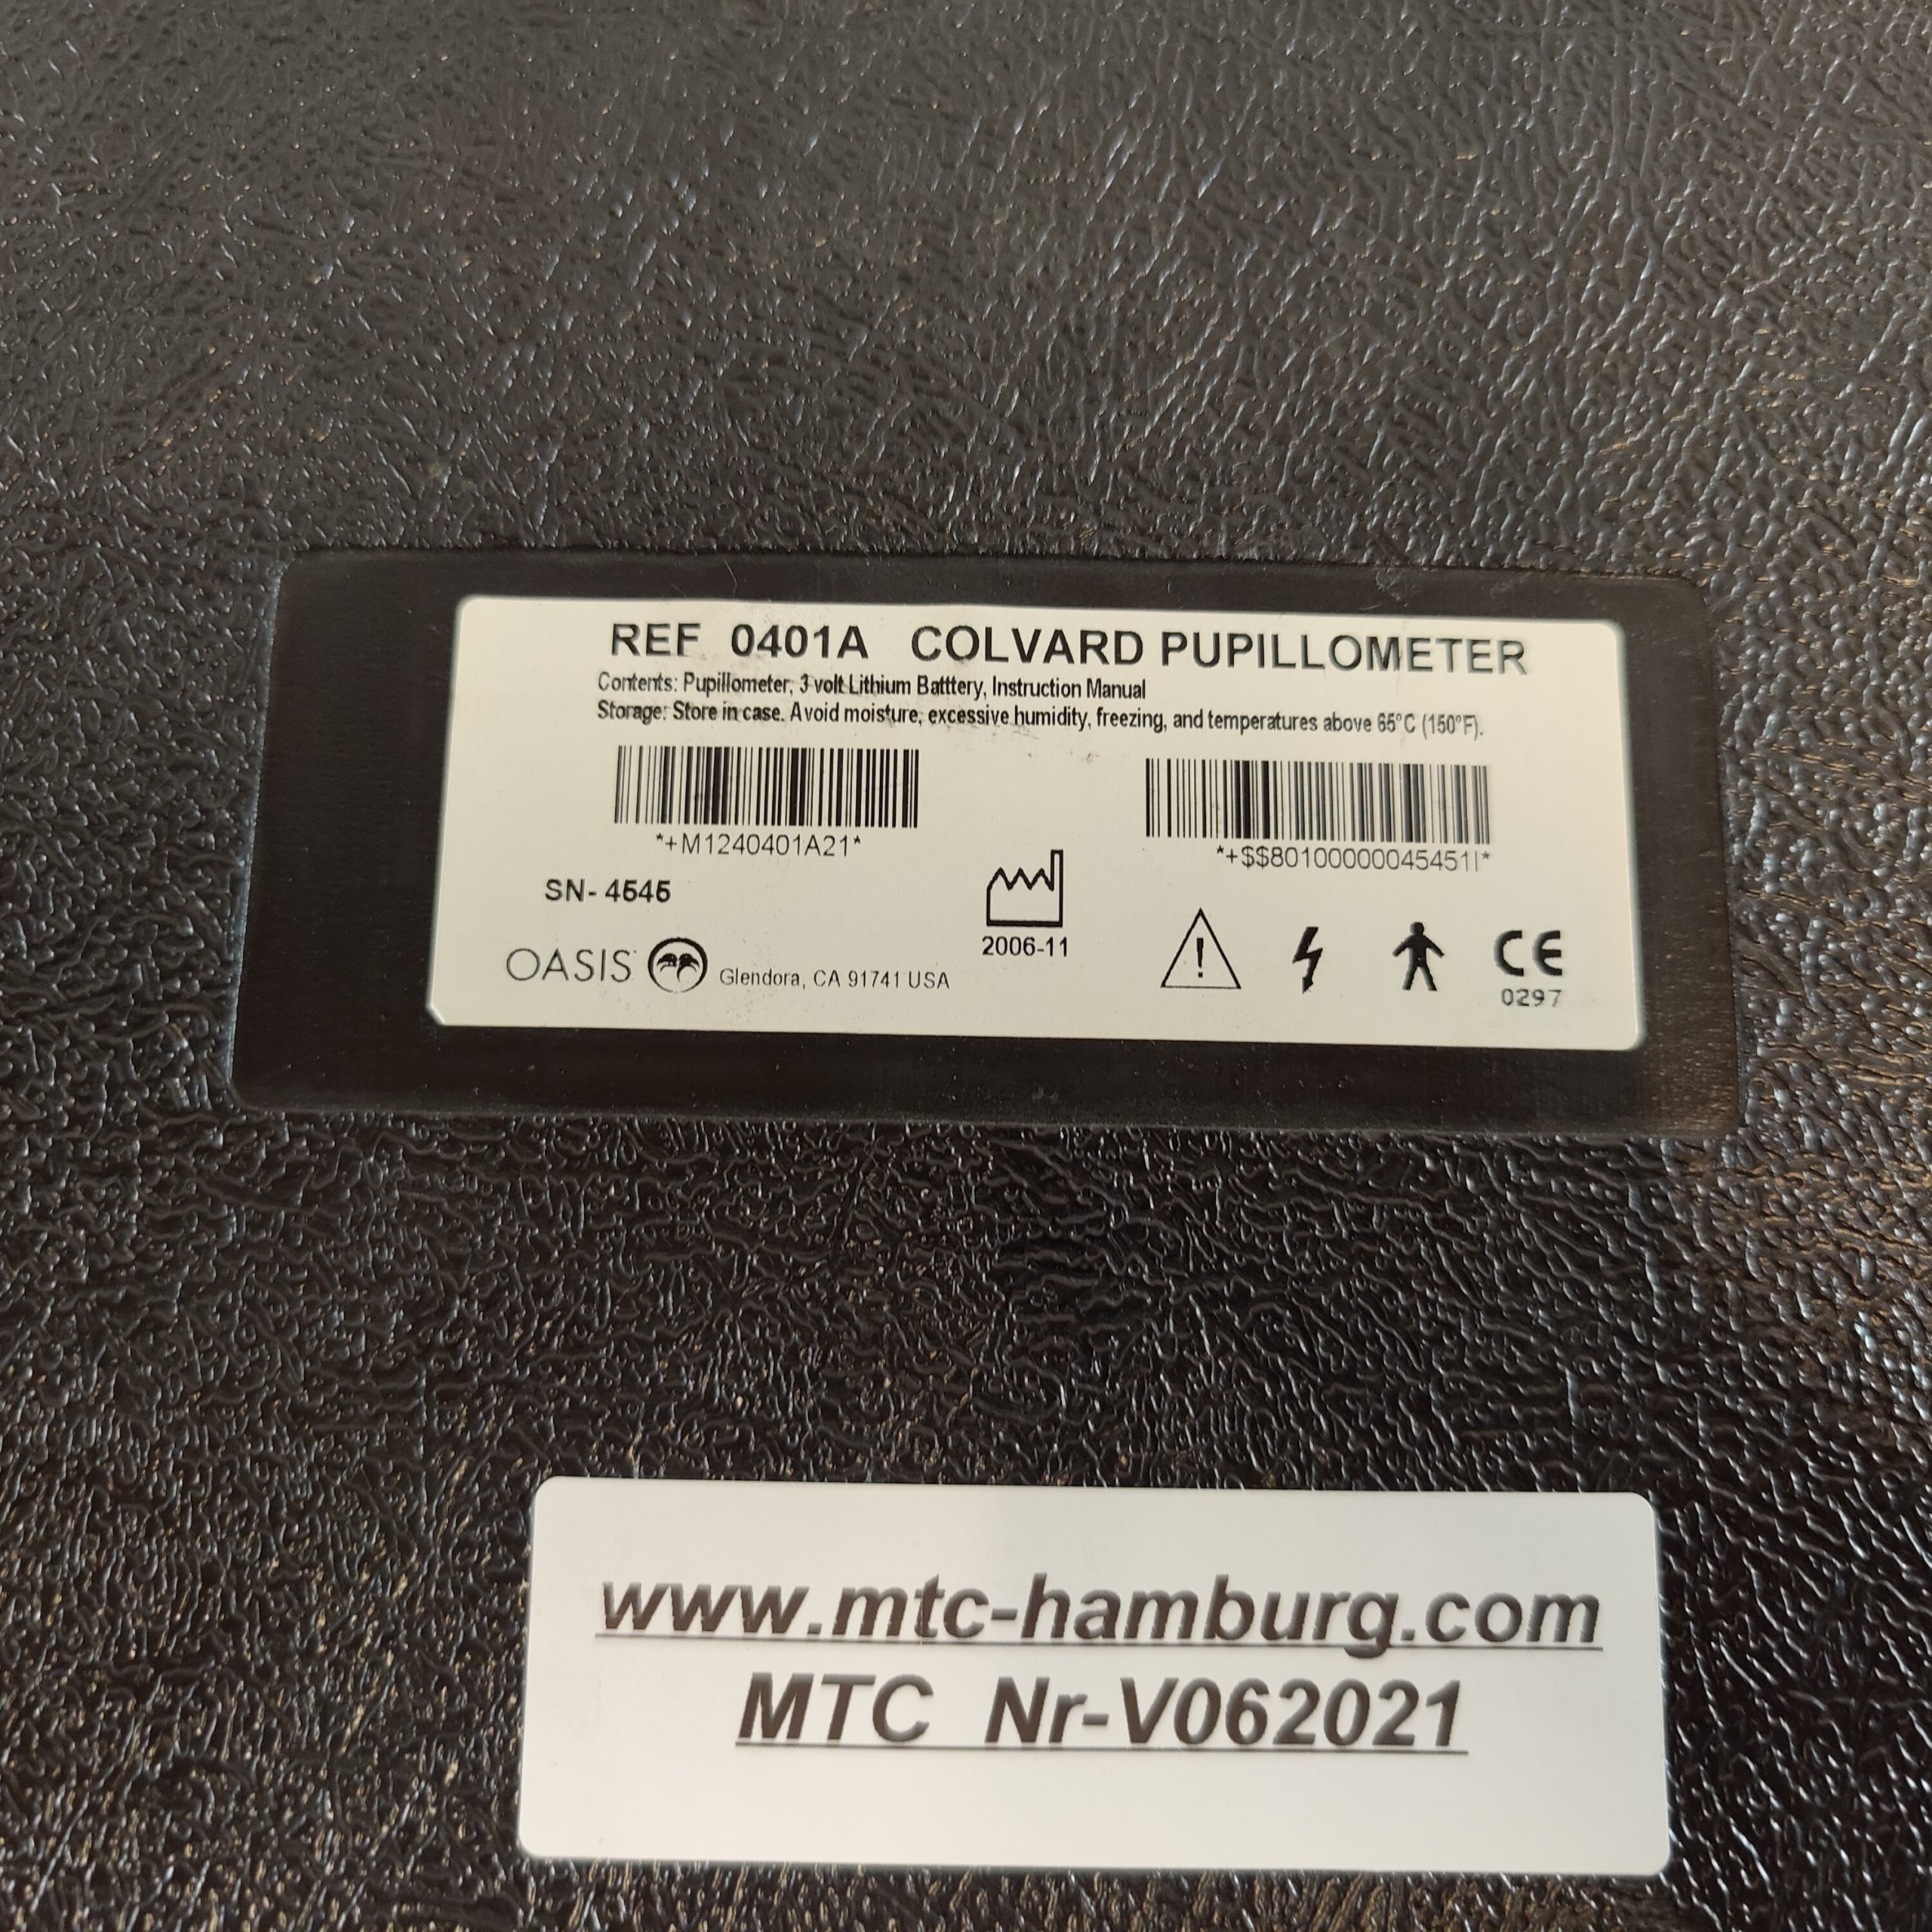 REF 0401A COLVARD PUPILLOMETER
Contents: Pupillometer, 3 volt Lithium Batttery, Instruction Manual
Storage: Store in case. Avoid moisture, excessive humidity, freezing, and temperatures above 65°C (150°F).
*+M1240401A21*
*+$$80100000045451I*
SN- 4545
2006-11
OASIS
Glendora, CA 91741 USA
!
CE
0297
www.mtc-hamburg.com
MTC Nr-V062021